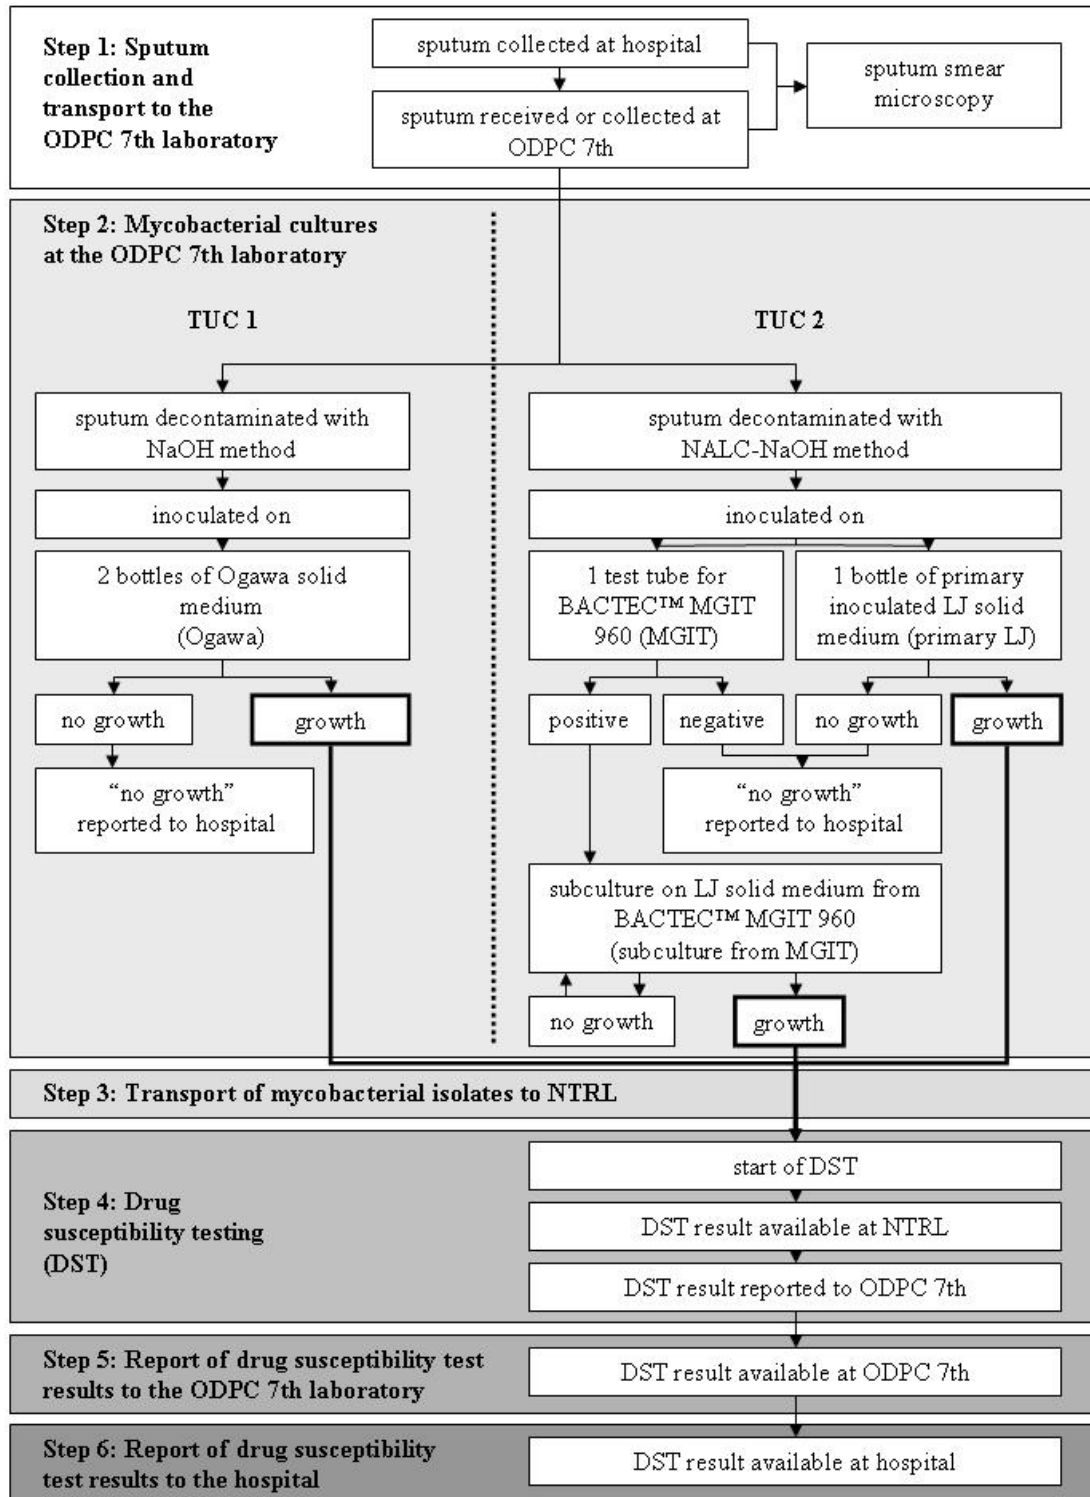 Step 1: Sputum
collection and
transport to the
ODPC 7th laboratory
sputum collected at hospital
sputum received or collected at
ODPC 7th
sputum smear
microscopy
Step 2: Mycobacterial cultures
at the ODPC 7th laboratory
TUC 1
TUC 2
sputum decontaminated with
NaOH method
inoculated on
2 bottles of Ogawa solid
medium
(Ogawa)
no growth
growth
“no growth”
reported to hospital
sputum decontaminated with
NALC-NaOH method
inoculated on
1 test tube for
BACTEC™ MGIT
960 (MGIT)
1 bottle of primary
inoculated LJ solid
medium (primary LJ)
positive
negative
no growth
growth
“no growth”
reported to hospital
subculture on LJ solid medium from
BACTEC™ MGIT 960
(subculture from MGIT)
no growth
growth
Step 3: Transport of mycobacterial isolates to NTRL
Step 4: Drug
susceptibility testing
(DST)
start of DST
DST result available at NTRL
DST result reported to ODPC 7th
Step 5: Report of drug susceptibility test
results to the ODPC 7th laboratory
DST result available at ODPC 7th
Step 6: Report of drug susceptibility
test results to the hospital
DST result available at hospital